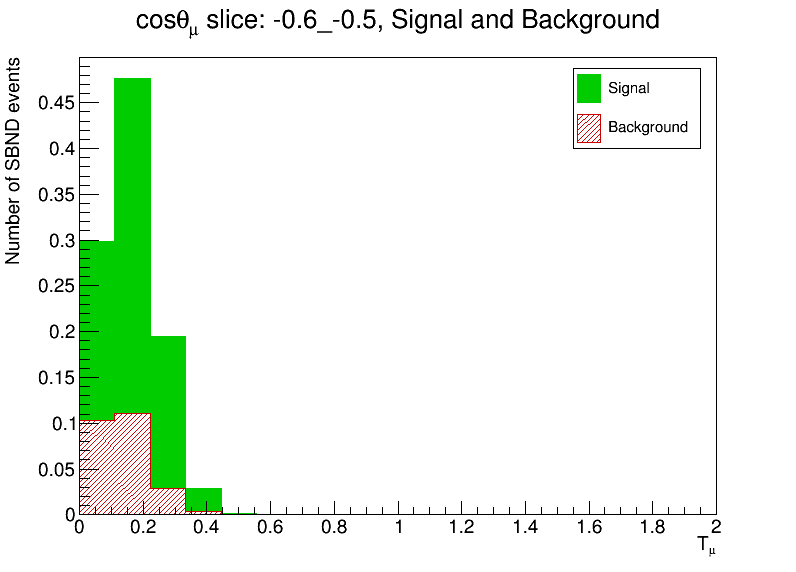 cosθμ slice: -0.6_-0.5, Signal and Background
Number of SBND events
Signal
Background
0.45
0.4
0.35
0.3
0.25
0.2
0.15
0.1
0.05
0
0 0.2 0.4 0.6 0.8 1 1.2 1.4 1.6 1.8 2
Tμ